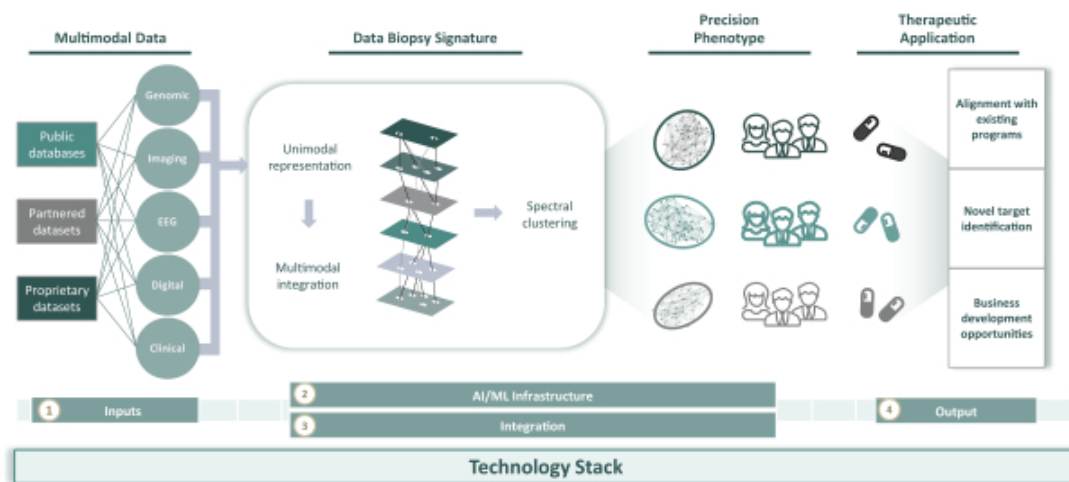 Multimodal Data
Data Biopsy Signature
Precision
Phenotype
Therapeutic
Application
Public
databases
Partnered
datasets
Proprietary
datasets
Genomic
Imaging
EEG
Digital
Clinical
Unimodal
representation
Multimodal
integration
Spectral
clustering
Alignment with
existing
programs
Novel target
identification
Business
development
opportunities
1
Inputs
2
AI/ML Infrastructure
3
Integration
4
Output
Technology Stack